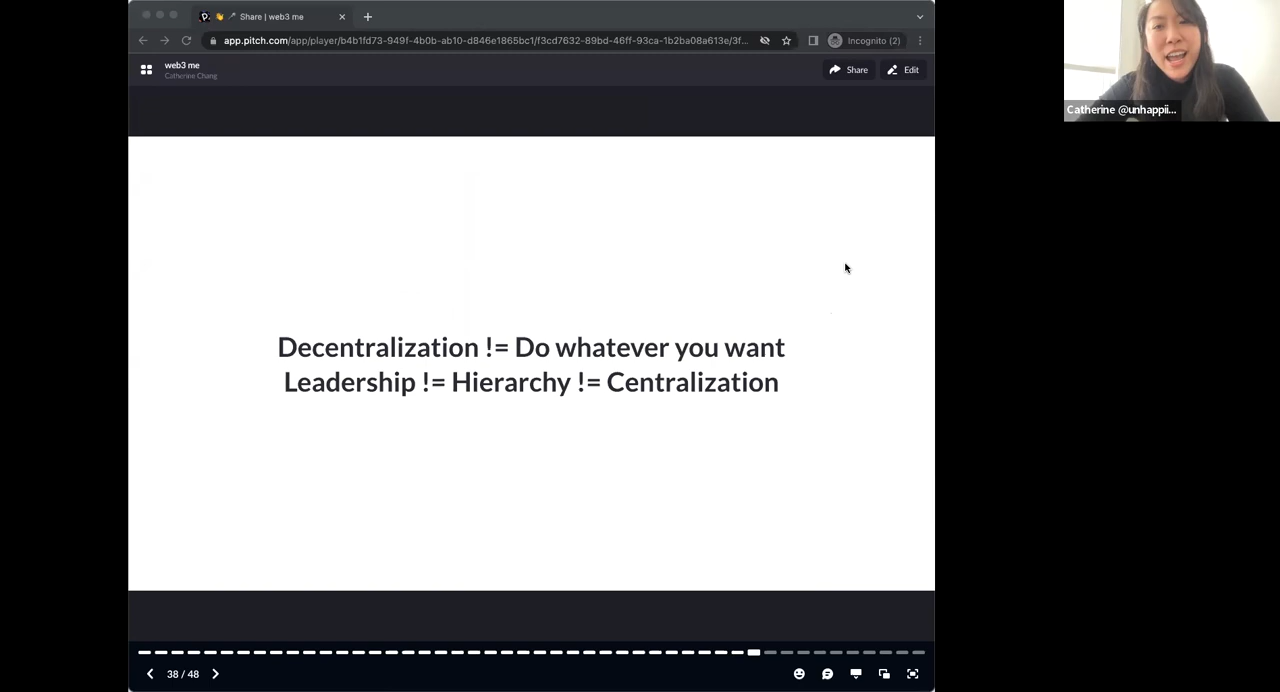 Share | web3 me
app.pitch.com/app/player/b4b1fd73-949f-4b0b-ab10-d846e1865bc1/f3cd7632-89bd-46ff-93ca-1b2ba08a613e/3f...
Incognito (2)
web3 me
Catherine Chang
Share
Edit
Catherine @unhappii...
Decentralization != Do whatever you want
Leadership != Hierarchy != Centralization
38 / 48